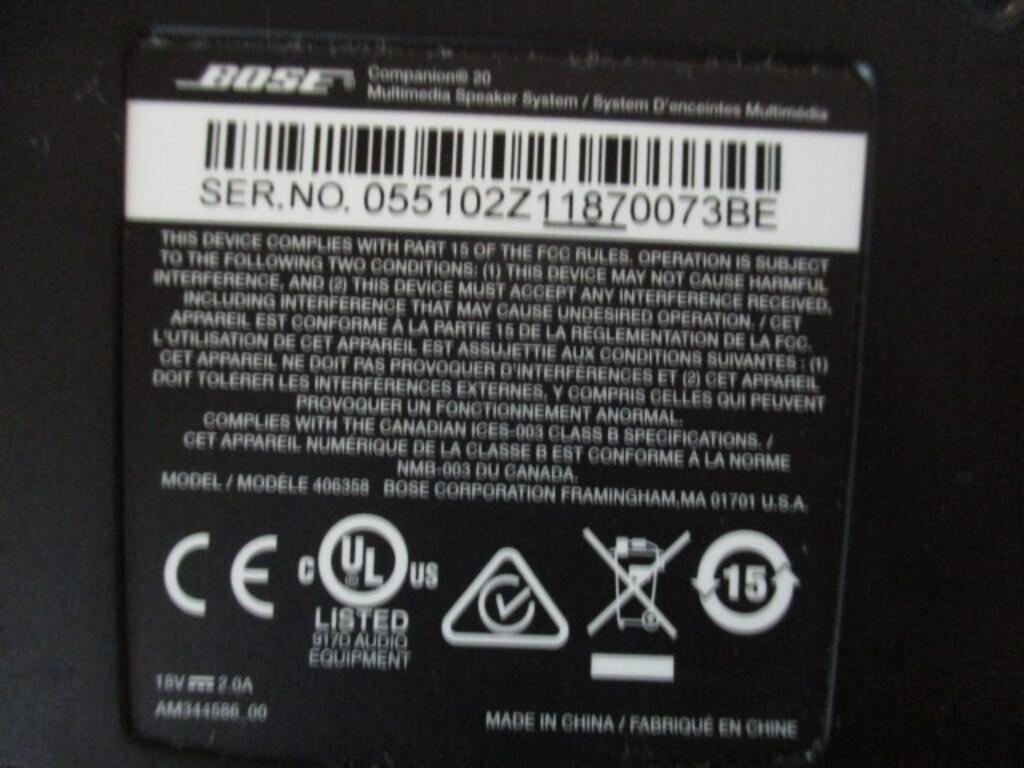 BOSE
Companion® 20
Multimedia Speaker System / System D'enceintes Multimédia
SER.NO. 055102Z11870073BE
THIS DEVICE COMPLIES WITH PART 15 OF THE FCC RULES. OPERATION IS SUBJECT
TO THE FOLLOWING TWO CONDITIONS: (1) THIS DEVICE MAY NOT CAUSE HARMFUL
INTERFERENCE, AND (2) THIS DEVICE MUST ACCEPT ANY INTERFERENCE RECEIVED,
INCLUDING INTERFERENCE THAT MAY CAUSE UNDESIRED OPERATION. / CET
APPAREIL EST CONFORME À LA PARTIE 15 DE LA RÉGLEMENTATION DE LA FCC.
L'UTILISATION DE CET APPAREIL EST ASSUJETTIE AUX CONDITIONS SUIVANTES : (1)
CET APPAREIL NE DOIT PAS PROVOQUER D'INTERFÉRENCES ET (2) CET APPAREIL
DOIT TOLÉRER LES INTERFÉRENCES EXTERNES, Y COMPRIS CELLES QUI PEUVENT
PROVOQUER UN FONCTIONNEMENT ANORMAL.
COMPLIES WITH THE CANADIAN ICES-003 CLASS B SPECIFICATIONS. /
CET APPAREIL NUMÉRIQUE DE LA CLASSE B EST CONFORME À LA NORME
NMB-003 DU CANADA.
MODEL / MODÈLE 406358 BOSE CORPORATION FRAMINGHAM,MA 01701 U.S.A.
CE
C UL US
LISTED
917D AUDIO
EQUIPMENT
15
18V 2.0A
AM344586_00
MADE IN CHINA / FABRIQUÉ EN CHINE